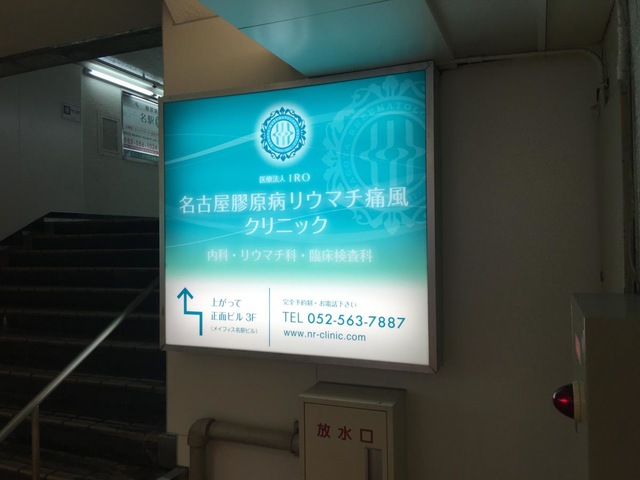 医療法人 IRO
名古屋膠原病リウマチ痛風
クリニック
内科・リウマチ科・臨床検査科
上がって
正面ビル 3F
(メイフィス名駅ビル)
完全予約制・お電話下さい
TEL 052-563-7887
www.nr-clinic.com
放水口